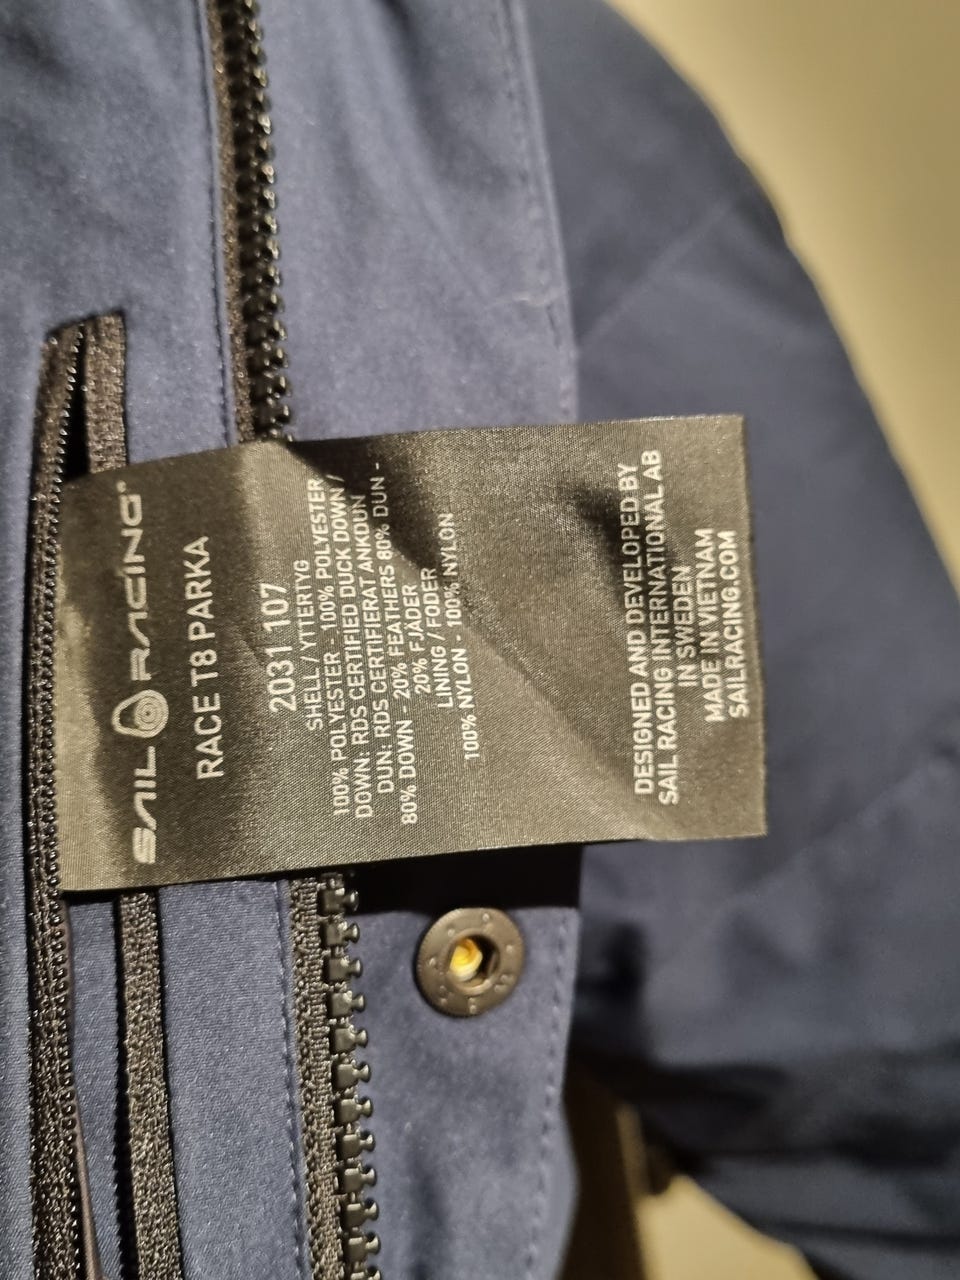 SAIL RACING®
RACE T8 PARKA
2031 107
SHELL / YTTERTYG
100% POLYESTER - 100% POLYESTER
DOWN: RDS CERTIFIED DUCK DOWN /
DUN: RDS CERTIFIERAT ANKDUN
80% DOWN - 20% FEATHERS 80% DUN -
20% FJÄDER
LINING / FODER
100% NYLON - 100% NYLON
DESIGNED AND DEVELOPED BY
SAIL RACING INTERNATIONAL AB
IN SWEDEN
MADE IN VIETNAM
SAILRACING.COM